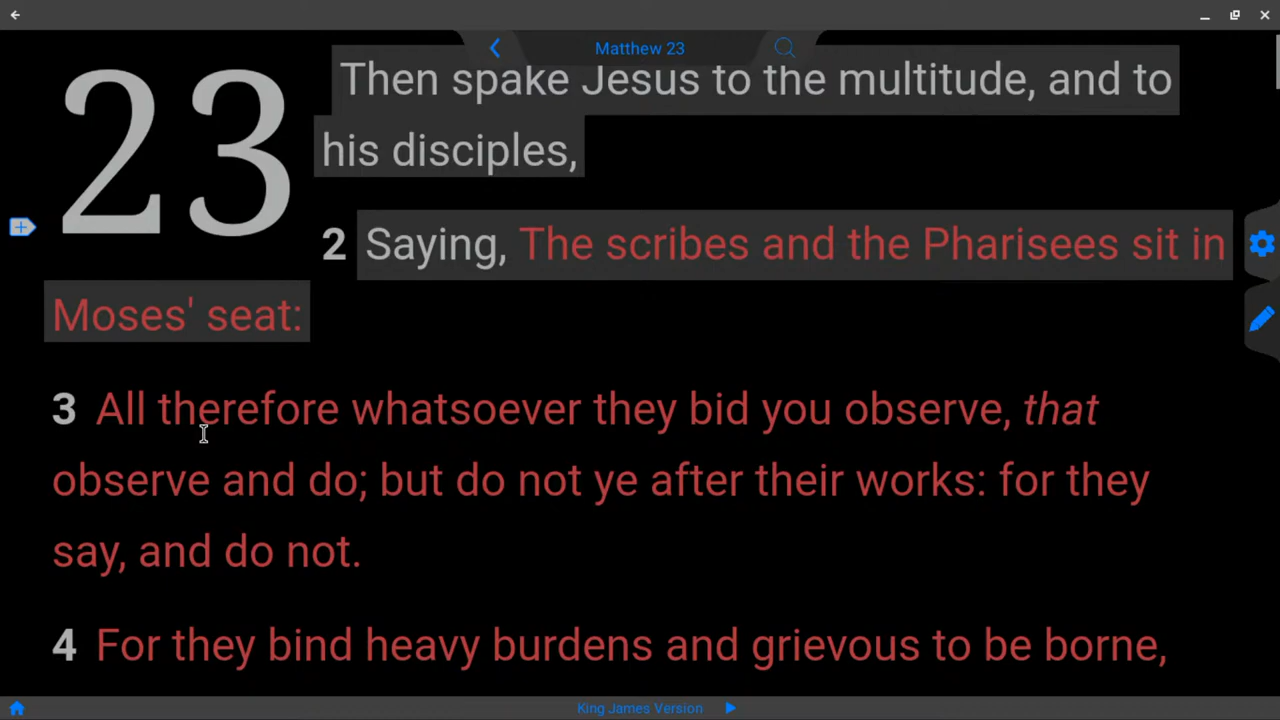 Matthew 23
23 Then spake Jesus to the multitude, and to
his disciples,
2 Saying, The scribes and the Pharisees sit in
Moses' seat:
3 All therefore whatsoever they bid you observe, that
observe and do; but do not ye after their works: for they
say, and do not.
4 For they bind heavy burdens and grievous to be borne,
King James Version